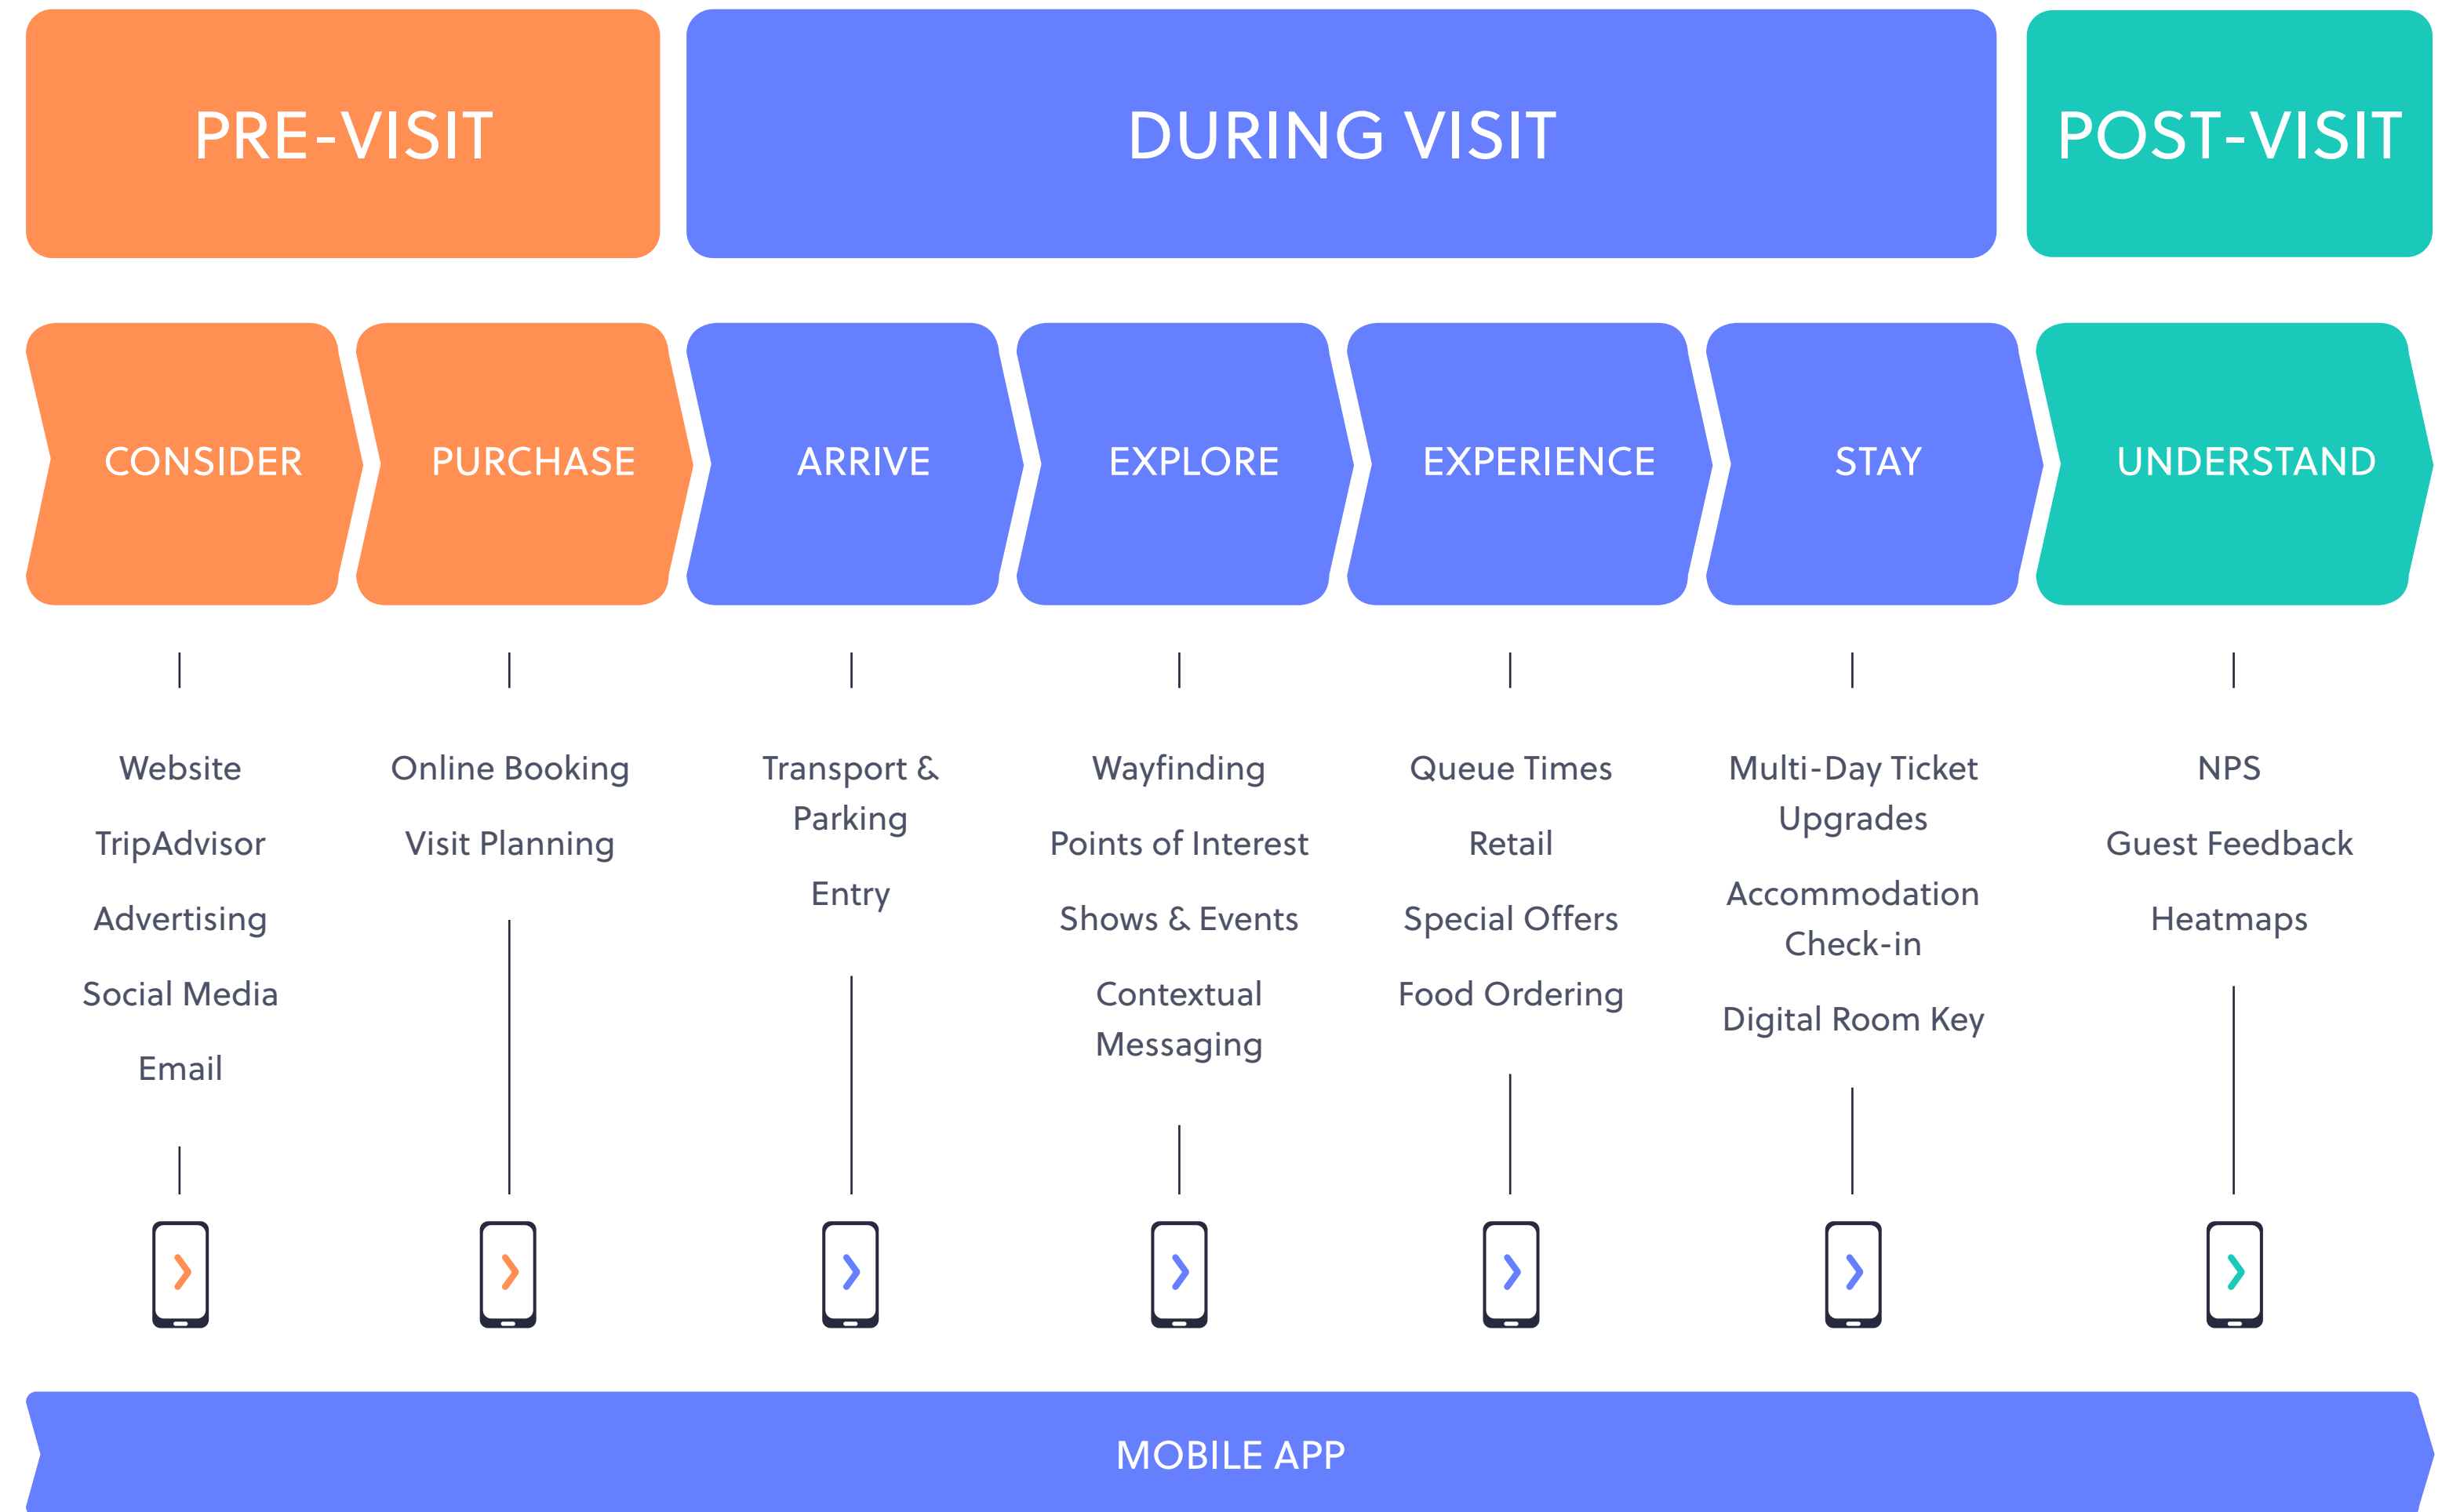 PRE-VISIT
DURING VISIT
POST-VISIT
CONSIDER
PURCHASE
ARRIVE
EXPLORE
EXPERIENCE
STAY
UNDERSTAND
Website
TripAdvisor
Advertising
Social Media
Email
Online Booking
Visit Planning
Transport &
Parking
Entry
Wayfinding
Points of Interest
Shows & Events
Contextual
Messaging
Queue Times
Retail
Special Offers
Food Ordering
Multi-Day Ticket
Upgrades
Accommodation
Check-in
Digital Room Key
NPS
Guest Feedback
Heatmaps
MOBILE APP